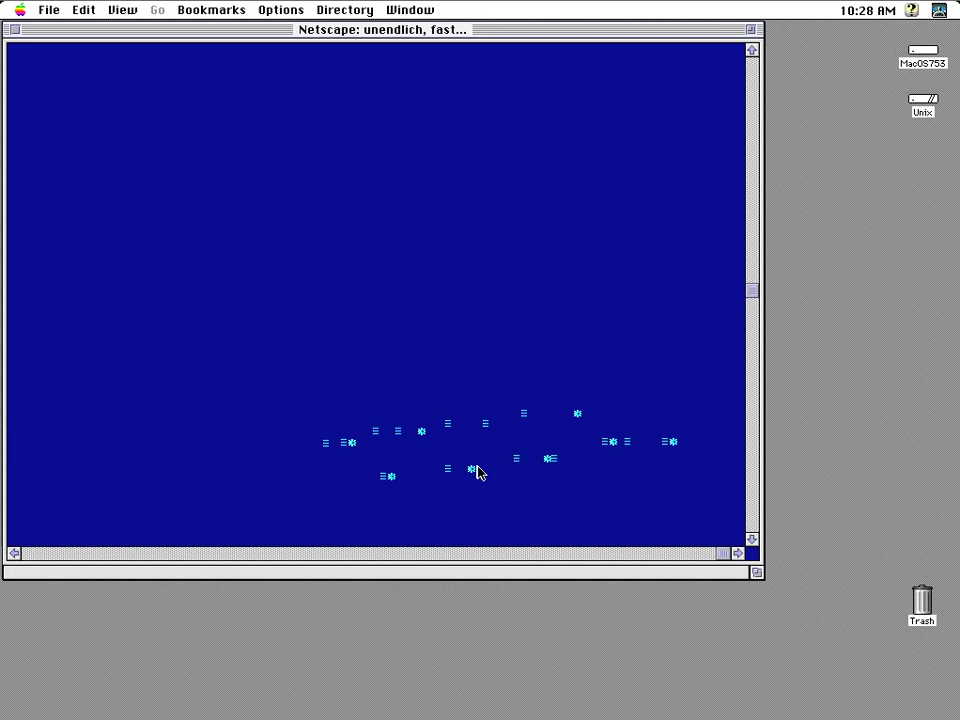 File Edit View Go Bookmarks Options Directory Window 10:28 AM
Netscape: unendlich, fast...
MacOS753
Unix
Trash